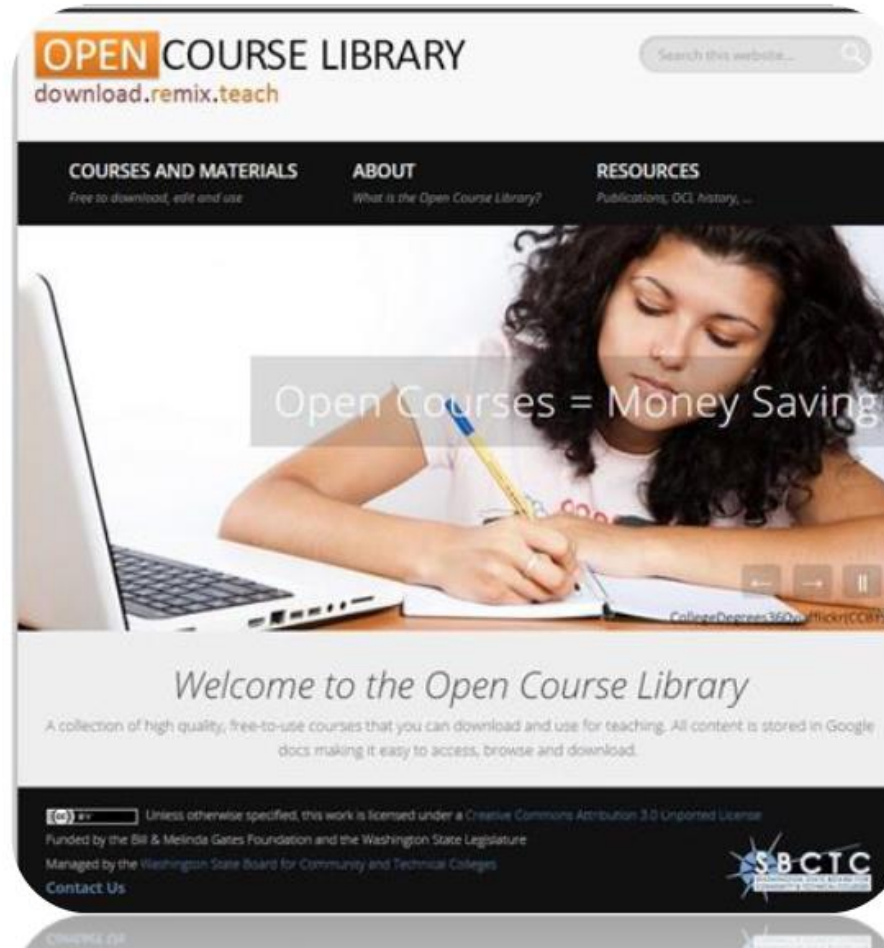 OPEN COURSE LIBRARY
Search this website...
download.remix.teach
COURSES AND MATERIALS
Free to download, edit and use
ABOUT
What is the Open Course Library?
RESOURCES
Publications, OCL history, ...
Open Courses = Money Saving
CollegeDegrees360
Welcome to the Open Course Library
A collection of high quality, free-to-use courses that you can download and use for teaching. All content is stored in Google
docs making it easy to access, browse and download.
(cc) BY Unless otherwise specified, this work is licensed under a Creative Commons Attribution 3.0 Unported License
Funded by the Bill & Melinda Gates Foundation and the Washington State Legislature
Managed by the Washington State Board for Community and Technical Colleges
Contact Us
SBCTC